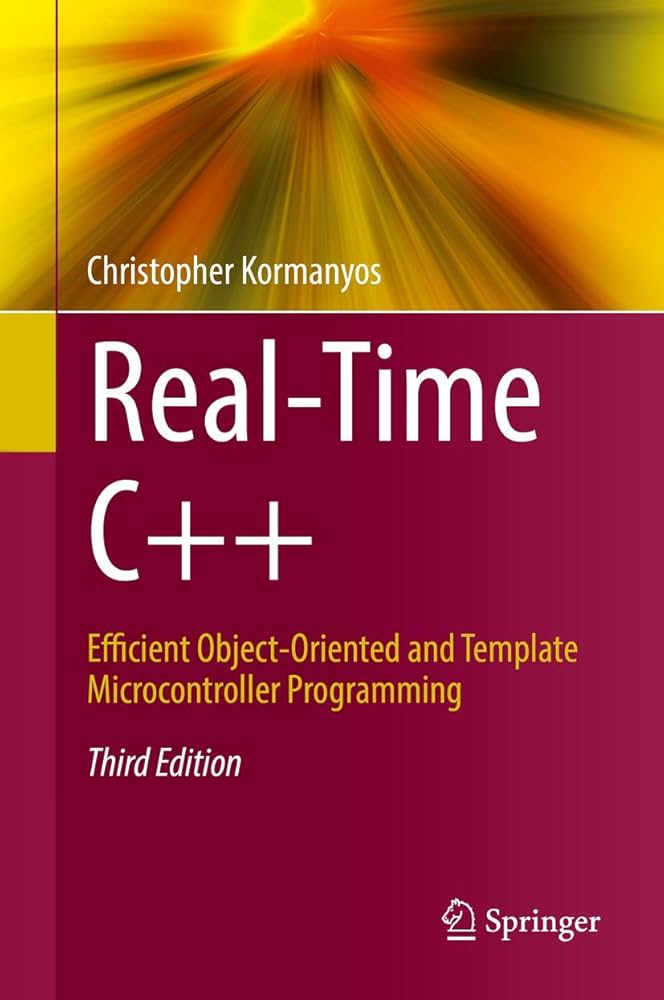 Christopher Kormanyos
Real-Time
C++
Efficient Object-Oriented and Template
Microcontroller Programming
Third Edition
Springer